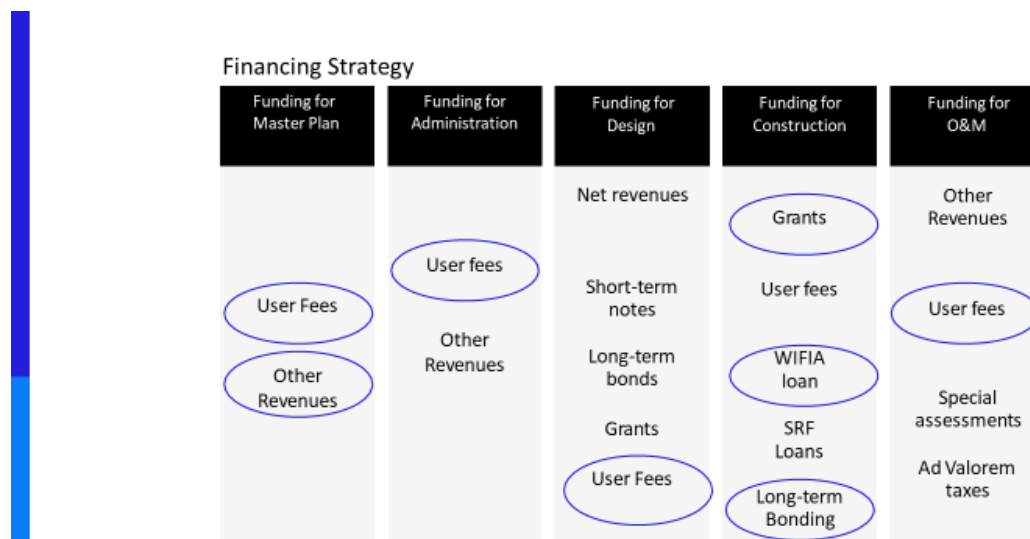 Financing Strategy
Funding for
Master Plan
User Fees
Other
Revenues
Funding for
Administration
User fees
Other
Revenues
Funding for
Design
Net revenues
Short-term
notes
Long-term
bonds
Grants
User Fees
Funding for
Construction
Grants
User fees
WIFIA
loan
SRF
Loans
Long-term
Bonding
Funding for
O&M
Other
Revenues
User fees
Special
assessments
Ad Valorem
taxes